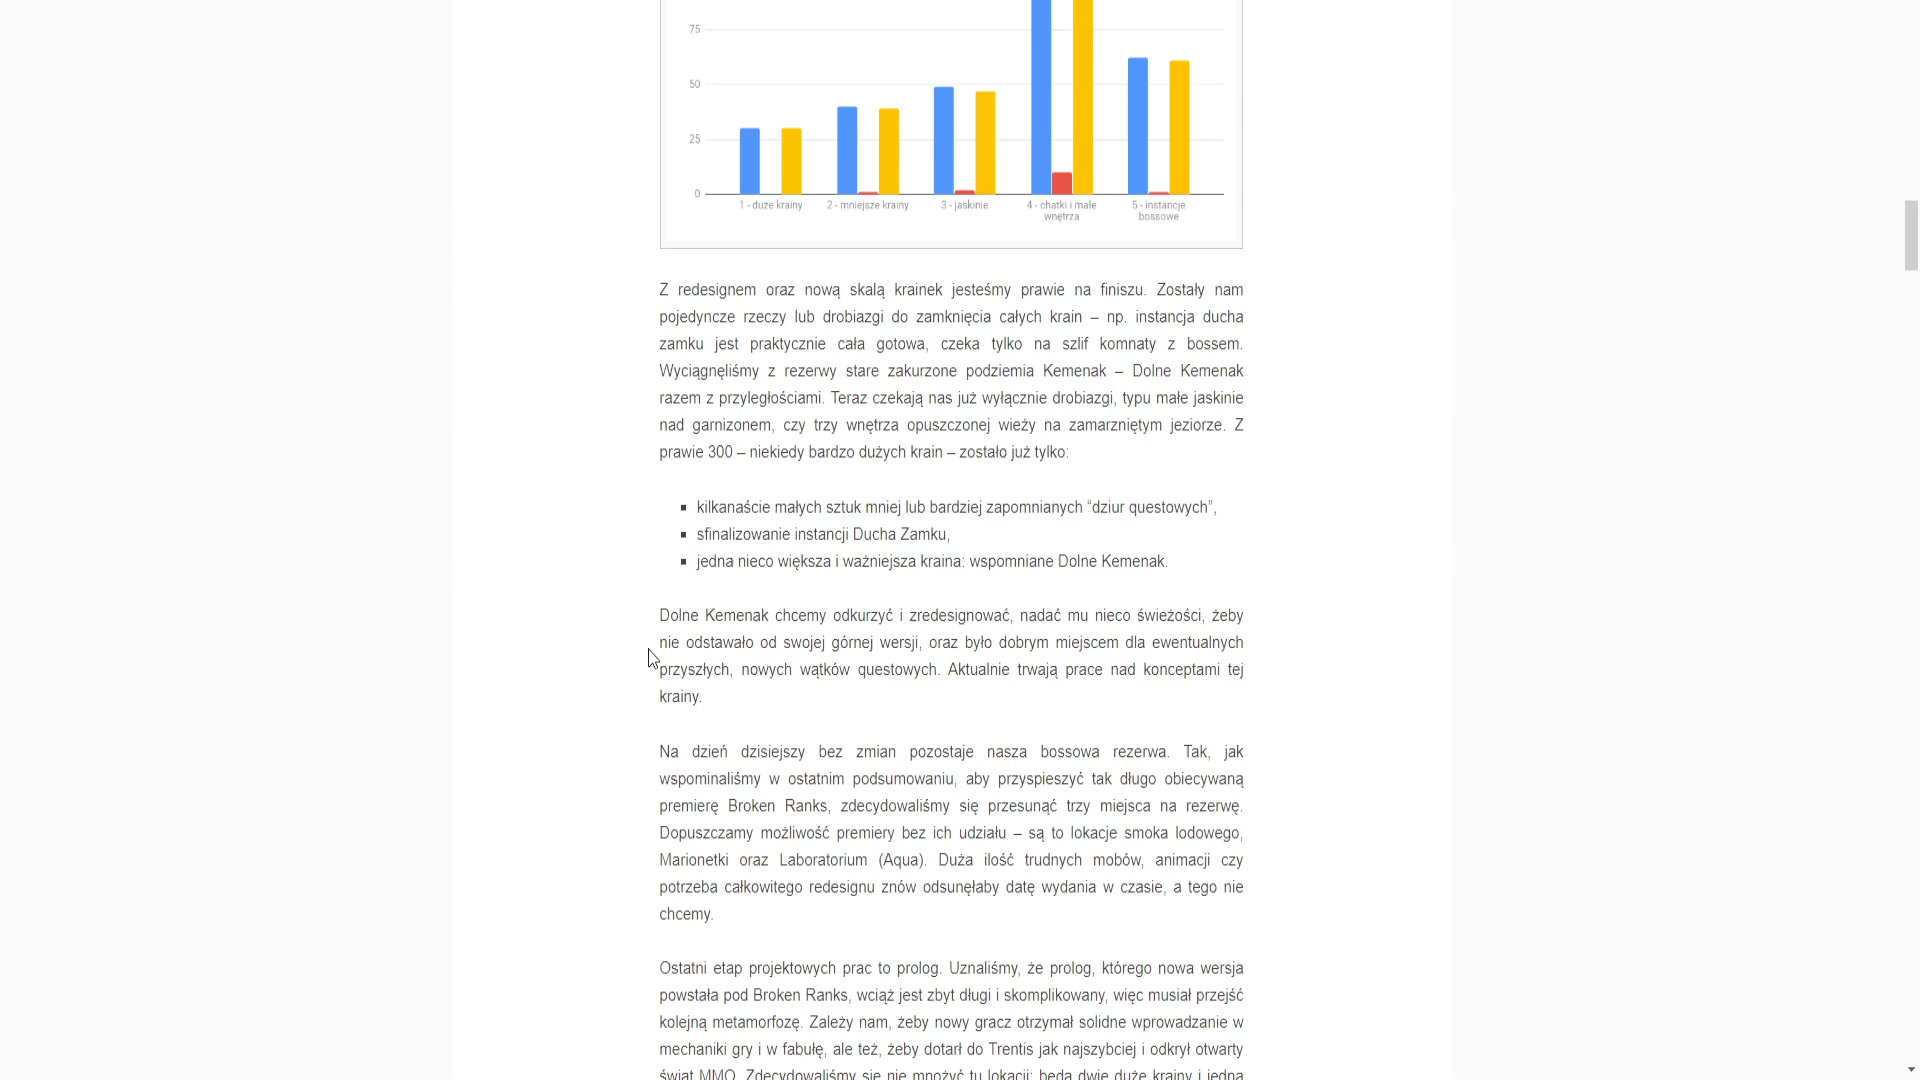 75
50
25
0
1 - duże krainy
2 - mniejsze krainy
3 - jaskinie
4 - chatki i małe
wnętrza
5 - instancje
bossowe
Z redesignem oraz nową skalą krainek jesteśmy prawie na finiszu. Zostały nam
pojedyncze rzeczy lub drobiazgi do zamknięcia całych krain – np. instancja ducha
zamku jest praktycznie cała gotowa, czeka tylko na szlif komnaty z bossem.
Wyciągnęliśmy z rezerwy stare zakurzone podziemia Kemenak – Dolne Kemenak
razem z przyległościami. Teraz czekają nas już wyłącznie drobiazgi, typu małe jaskinie
nad garnizonem, czy trzy wnętrza opuszczonej wieży na zamarzniętym jeziorze. Z
prawie 300 – niekiedy bardzo dużych krain – zostało już tylko:
kilkanaście małych sztuk mniej lub bardziej zapomnianych “dziur questowych”,
sfinalizowanie instancji Ducha Zamku,
jedna nieco większa i ważniejsza kraina: wspomniane Dolne Kemenak.
Dolne Kemenak chcemy odkurzyć i zredesignować, nadać mu nieco świeżości, żeby
nie odstawało od swojej górnej wersji, oraz było dobrym miejscem dla ewentualnych
przyszłych, nowych wątków questowych. Aktualnie trwają prace nad konceptami tej
krainy.
Na dzień dzisiejszy bez zmian pozostaje nasza bossowa rezerwa. Tak, jak
wspominaliśmy w ostatnim podsumowaniu, aby przyspieszyć tak długo obiecywaną
premierę Broken Ranks, zdecydowaliśmy się przesunąć trzy miejsca na rezerwę.
Dopuszczamy możliwość premiery bez ich udziału – są to lokacje smoka lodowego,
Marionetki oraz Laboratorium (Aqua). Duża ilość trudnych mobów, animacji czy
potrzeba całkowitego redesignu znów odsunęłaby datę wydania w czasie, a tego nie
chcemy.
Ostatni etap projektowych prac to prolog. Uznaliśmy, że prolog, którego nowa wersja
powstała pod Broken Ranks, wciąż jest zbyt długi i skomplikowany, więc musiał przejść
kolejną metamorfozę. Zależy nam, żeby nowy gracz otrzymał solidne wprowadzanie w
mechaniki gry i w fabułę, ale też, żeby dotarł do Trentis jak najszybciej i odkrył otwarty
świat MMO. Zdecydowaliśmy się nie mnożyć tu lokacji: będą dwie duże krainy i jedna